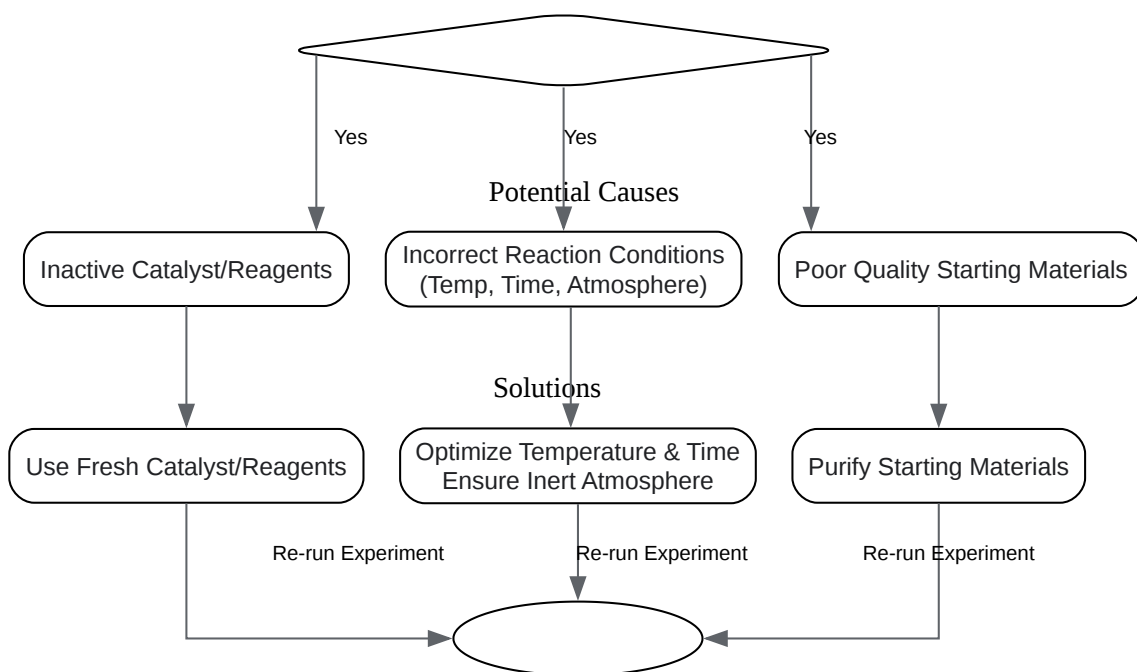 Yes
Yes
Yes
Potential Causes
Inactive Catalyst/Reagents
Incorrect Reaction Conditions
(Temp, Time, Atmosphere)
Poor Quality Starting Materials
Solutions
Use Fresh Catalyst/Reagents
Optimize Temperature & Time
Ensure Inert Atmosphere
Purify Starting Materials
Re-run Experiment
Re-run Experiment
Re-run Experiment